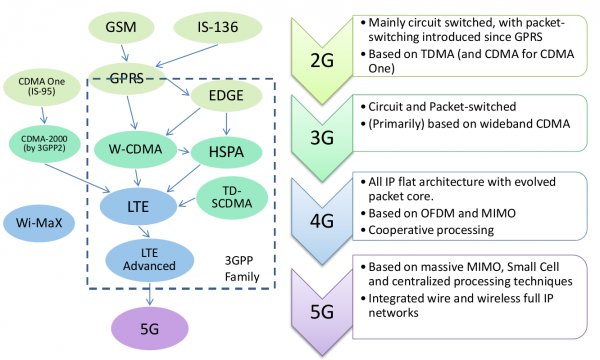 GSM
IS-136
GPRS
CDMA One
(IS-95)
EDGE
CDMA-2000
(by 3GPP2)
W-CDMA
HSPA
LTE
TD-
SCDMA
Wi-MaX
LTE
Advanced
3GPP
Family
5G
2G
• Mainly circuit switched, with packet-
switching introduced since GPRS
• Based on TDMA (and CDMA for CDMA
One)
3G
• Circuit and Packet-switched
• (Primarily) based on wideband CDMA
4G
• All IP flat architecture with evolved
packet core.
• Based on OFDM and MIMO
• Cooperative processing
5G
• Based on massive MIMO, Small Cell
and centralized processing techniques
• Integrated wire and wireless full IP
networks